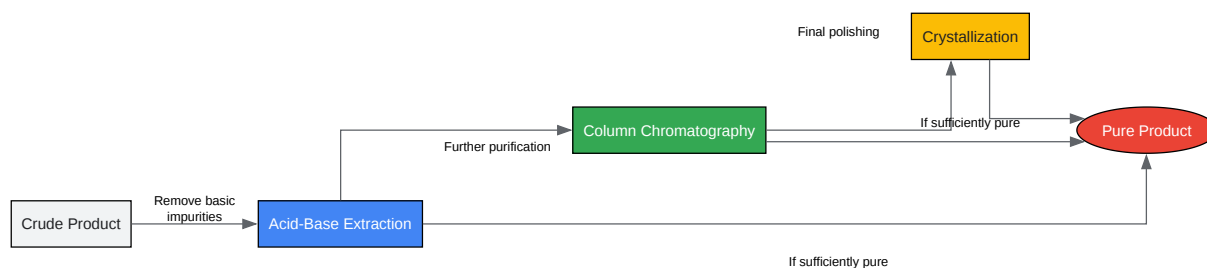 Final polishing
Crystallization
Column Chromatography
If sufficiently pure
Pure Product
Further purification
Crude Product
Remove basic
impurities
Acid-Base Extraction
If sufficiently pure